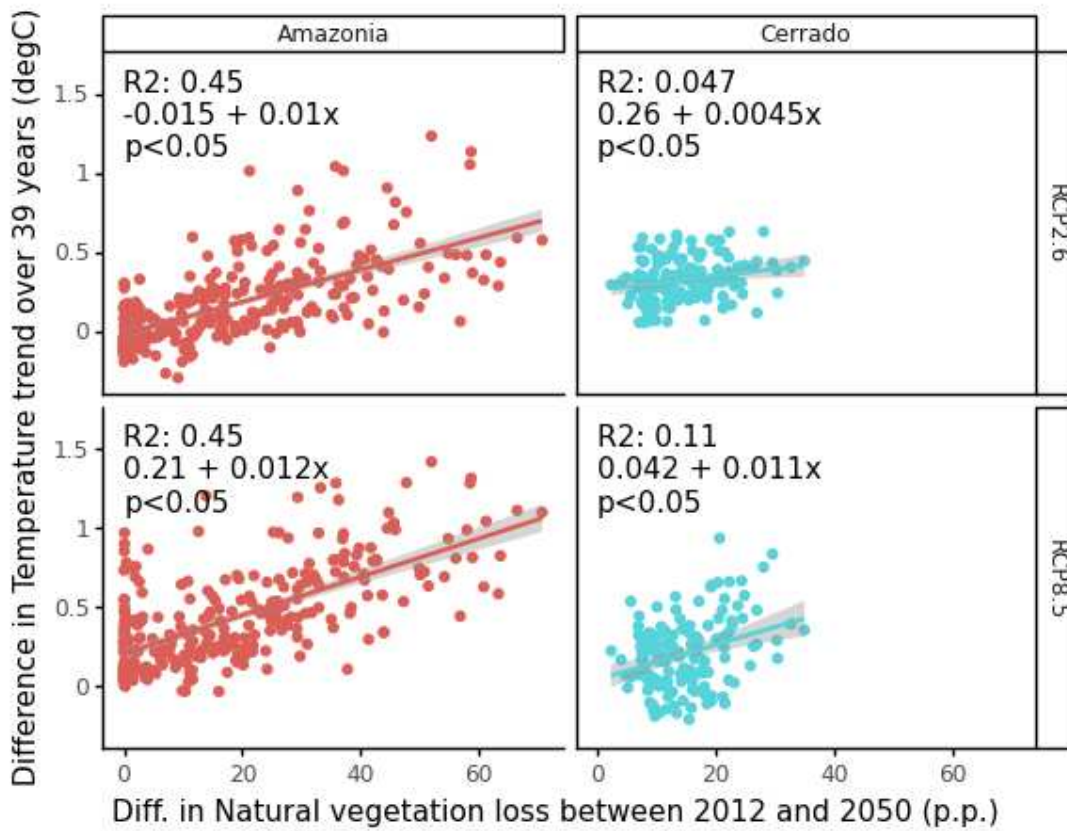 Amazonia
Cerrado
R2: 0.45
-0.015 + 0.01x
p<0.05
R2: 0.047
0.26 + 0.0045x
p<0.05
RCP2.6
1.5
1
0.5
0
R2: 0.45
0.21 + 0.012x
p<0.05
R2: 0.11
0.042 + 0.011x
p<0.05
RCP8.5
1.5
1
0.5
0
0 20 40 60
0 20 40 60
Difference in Temperature trend over 39 years (degC)
Diff. in Natural vegetation loss between 2012 and 2050 (p.p.)